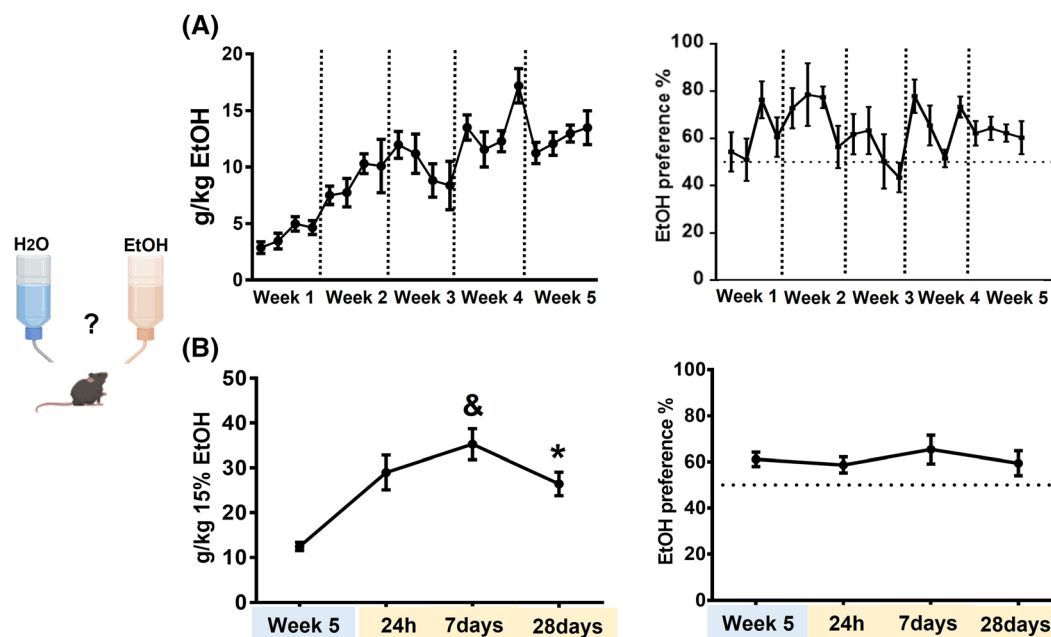 (A)
g/kg EtOH
20
15
10
5
0
Week 1 Week 2 Week 3 Week 4 Week 5
EtOH preference %
100
80
60
40
20
0
Week 1 Week 2 Week 3 Week 4 Week 5
H2O EtOH
?
(B)
g/kg 15% EtOH
50
40
30
20
10
0
&
*
Week 5 24h 7days 28days
EtOH preference %
100
80
60
40
20
0
Week 5 24h 7days 28days